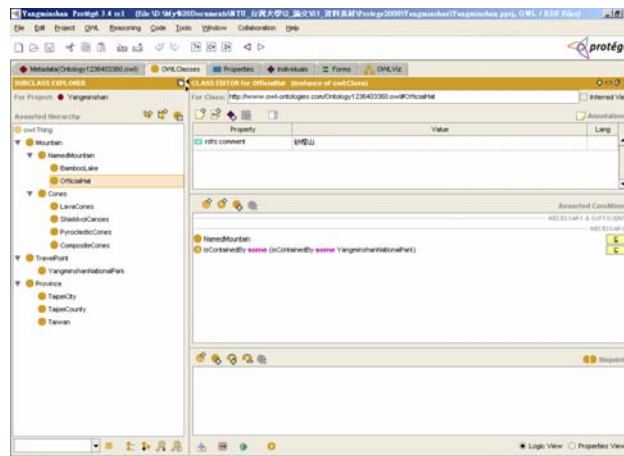 Yangminshan Protégé 3.4 rc1 (file:\D:\My%20Documents\NTU_台灣大學\2_論文\03_資料素材\Protege2000\Yangminshan\Yangminshan.pprj, OWL / RDF Files)
File Edit Project OWL Reasoning Code Tools Window Collaboration Help
protégé
Metadata(Ontology1236403360.owl) OWLClasses Properties Individuals Forms OWLViz
SUBCLASS EXPLORER
CLASS EDITOR for OfficialHat (instance of owl:Class)
For Project: Yangminshan
For Class: http://www.owl-ontologies.com/Ontology1236403360.owl#OfficialHat
Inferred Vie
Asserted Hierarchy
Annotation
owl:Thing
Property Value Lang
Mountain
rdfs:comment 紗帽山
NamedMountain
BambooLake
OfficialHat
Cones
LavaCones
ShieldvolCanoes
PyroclasticCones
CompositeCones
TravelPoint
YangminshanNationalPark
Province
TaipeiCity
TaipeiCounty
Taiwan
Asserted Condition
NECESSARY & SUFFICIENT
NECESSARY
NamedMountain
isContainedBy some (isContainedBy some YangminshanNationalPark)
Disjoint
Logic View Properties View